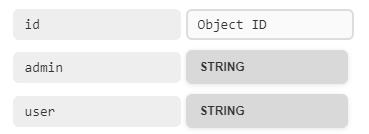 id Object ID
admin STRING
user STRING